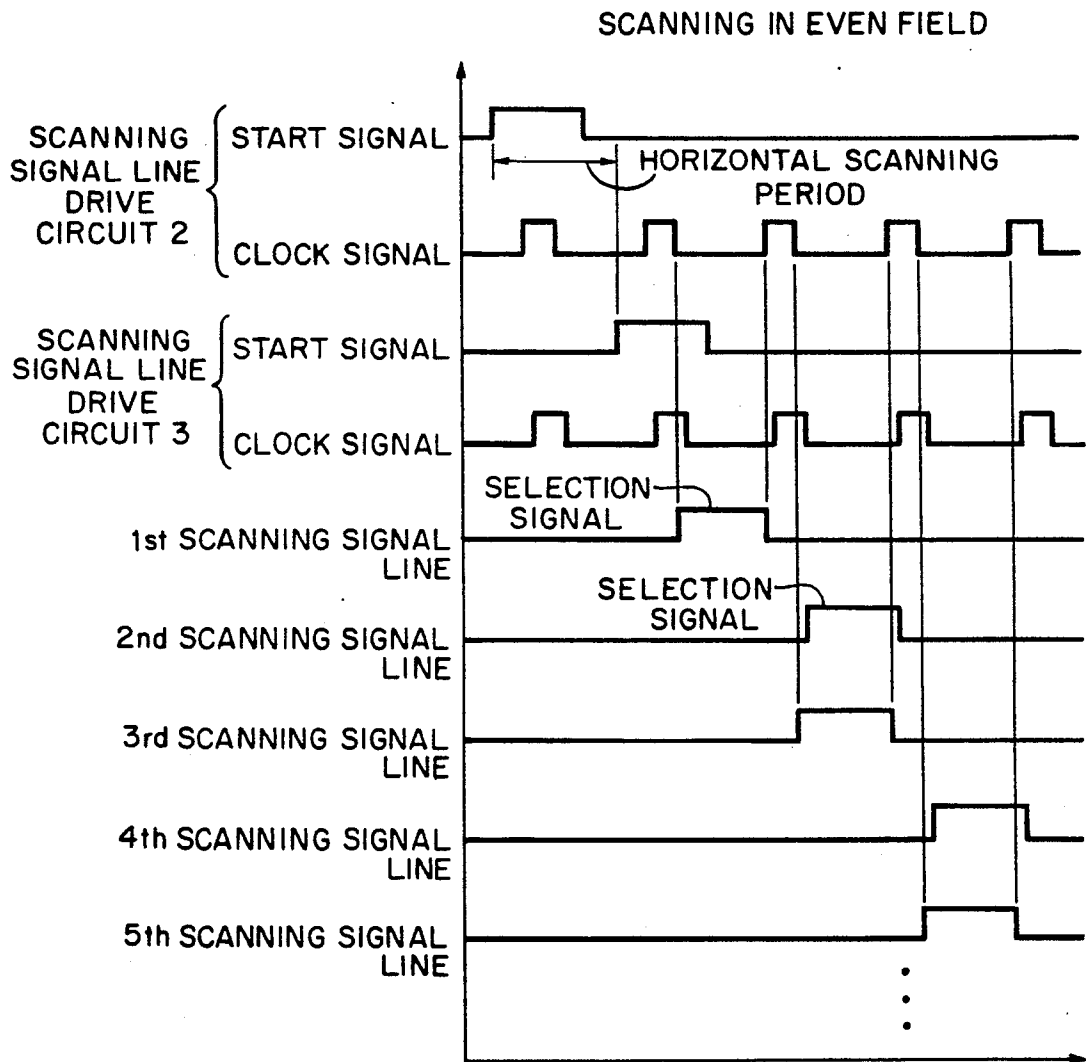 SCANNING IN EVEN FIELD
SCANNING
SIGNAL LINE
DRIVE
CIRCUIT 2
START SIGNAL
HORIZONTAL SCANNING
PERIOD
CLOCK SIGNAL
SCANNING
SIGNAL LINE
DRIVE
CIRCUIT 3
START SIGNAL
CLOCK SIGNAL
SELECTION
SIGNAL
1st SCANNING SIGNAL
LINE
SELECTION
SIGNAL
2nd SCANNING SIGNAL
LINE
3rd SCANNING SIGNAL
LINE
4th SCANNING SIGNAL
LINE
5th SCANNING SIGNAL
LINE